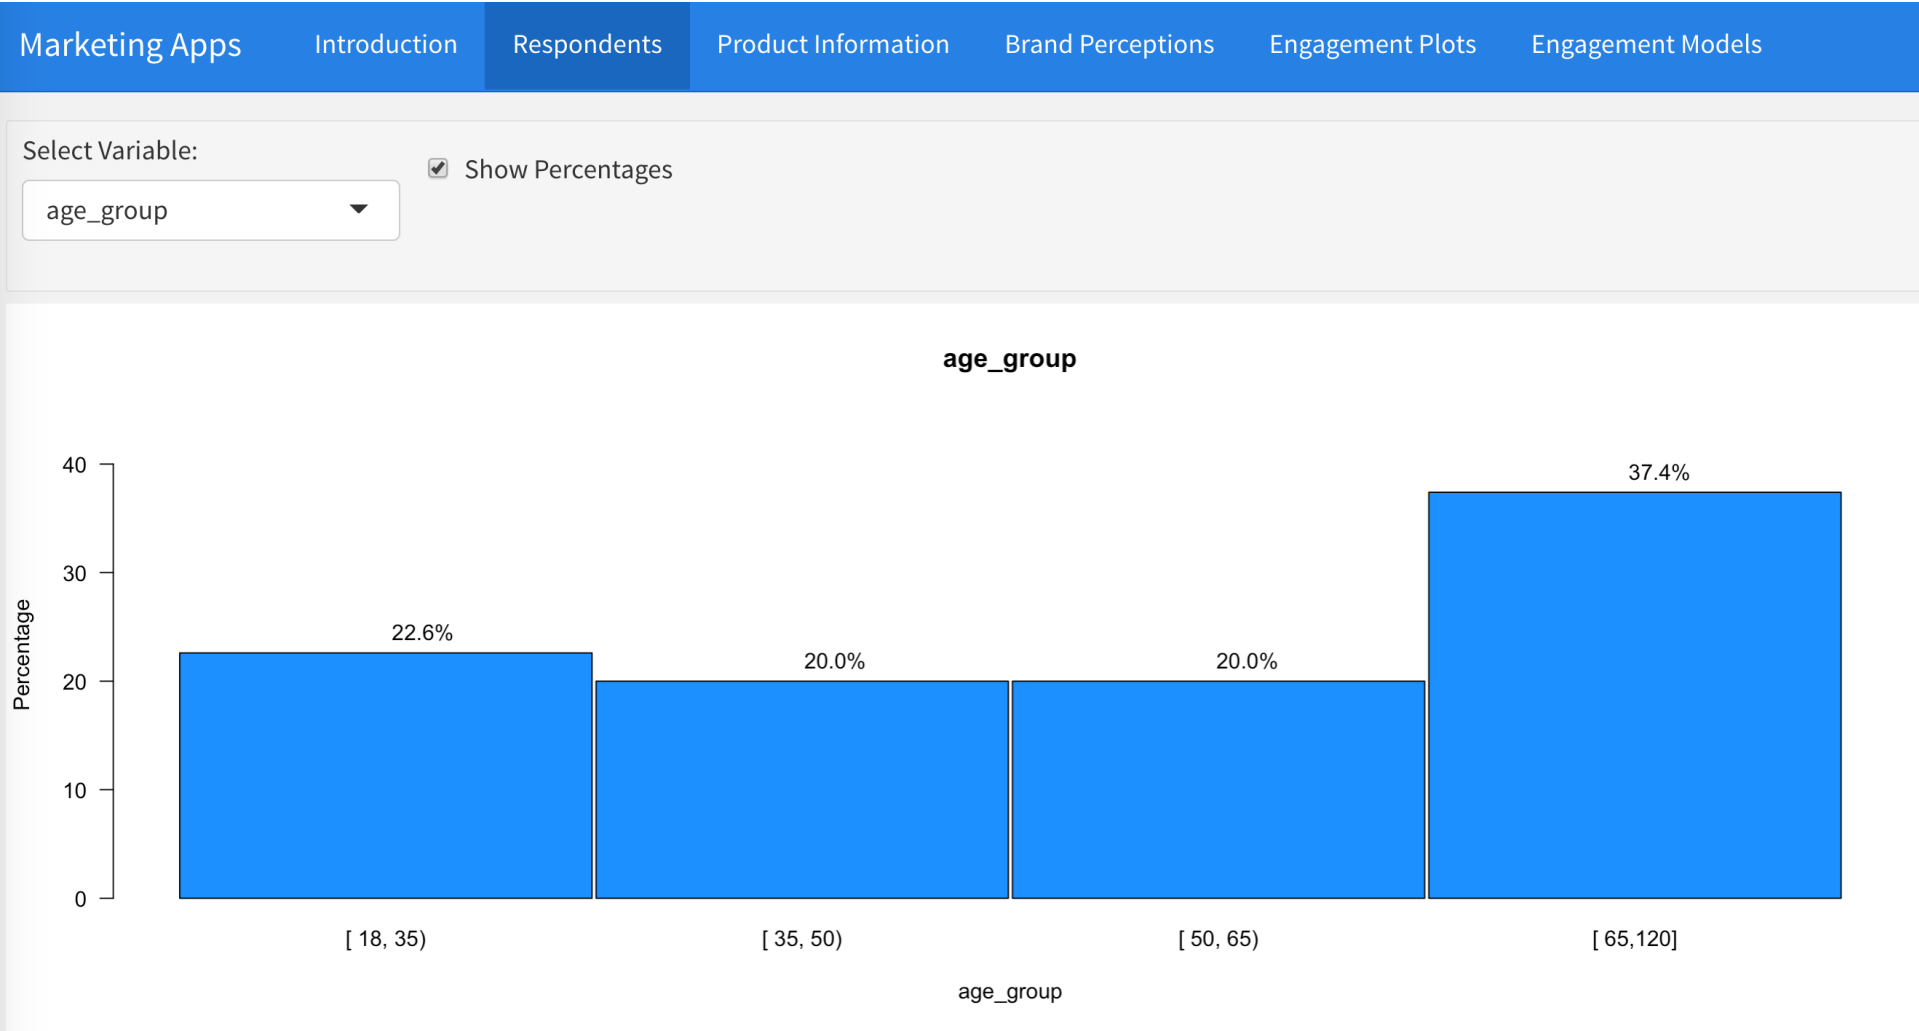 Marketing Apps Introduction Respondents Product Information Brand Perceptions Engagement Plots Engagement Models
Select Variable:
Show Percentages
age_group
age_group
40
30
20
10
0
Percentage
22.6%
20.0%
20.0%
37.4%
[ 18, 35)
[ 35, 50)
[ 50, 65)
[ 65,120]
age_group